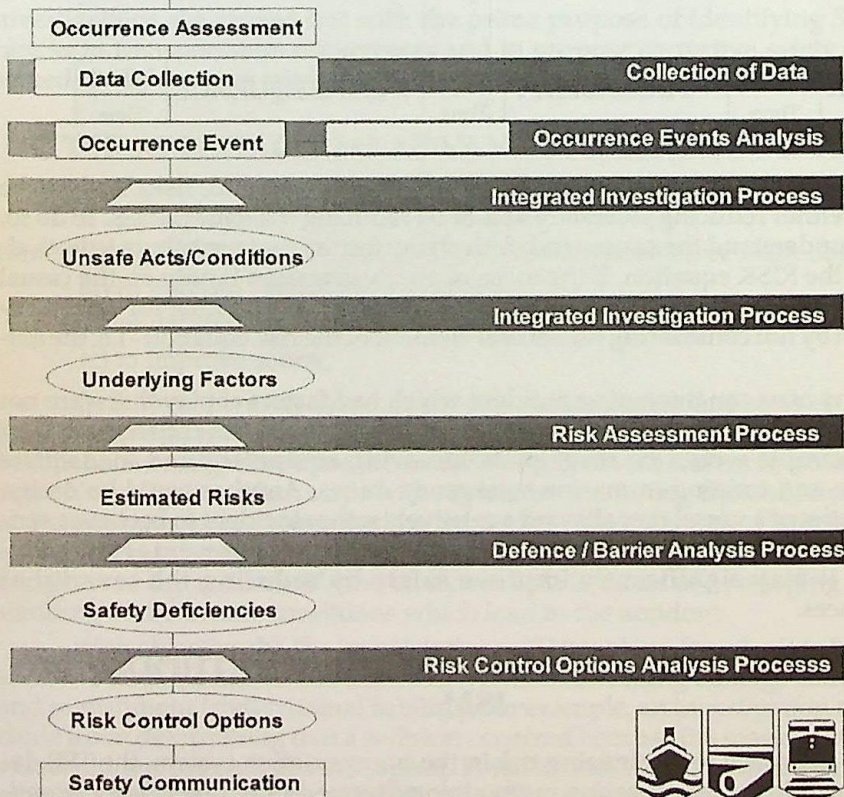 Occurrence Assessment
Data Collection Collection of Data
Occurrence Event Occurrence Events Analysis
Integrated Investigation Process
Unsafe Acts/Conditions
Integrated Investigation Process
Underlying Factors
Risk Assessment Process
Estimated Risks
Defence / Barrier Analysis Process
Safety Deficiencies
Risk Control Options Analysis Processs
Risk Control Options
Safety Communication